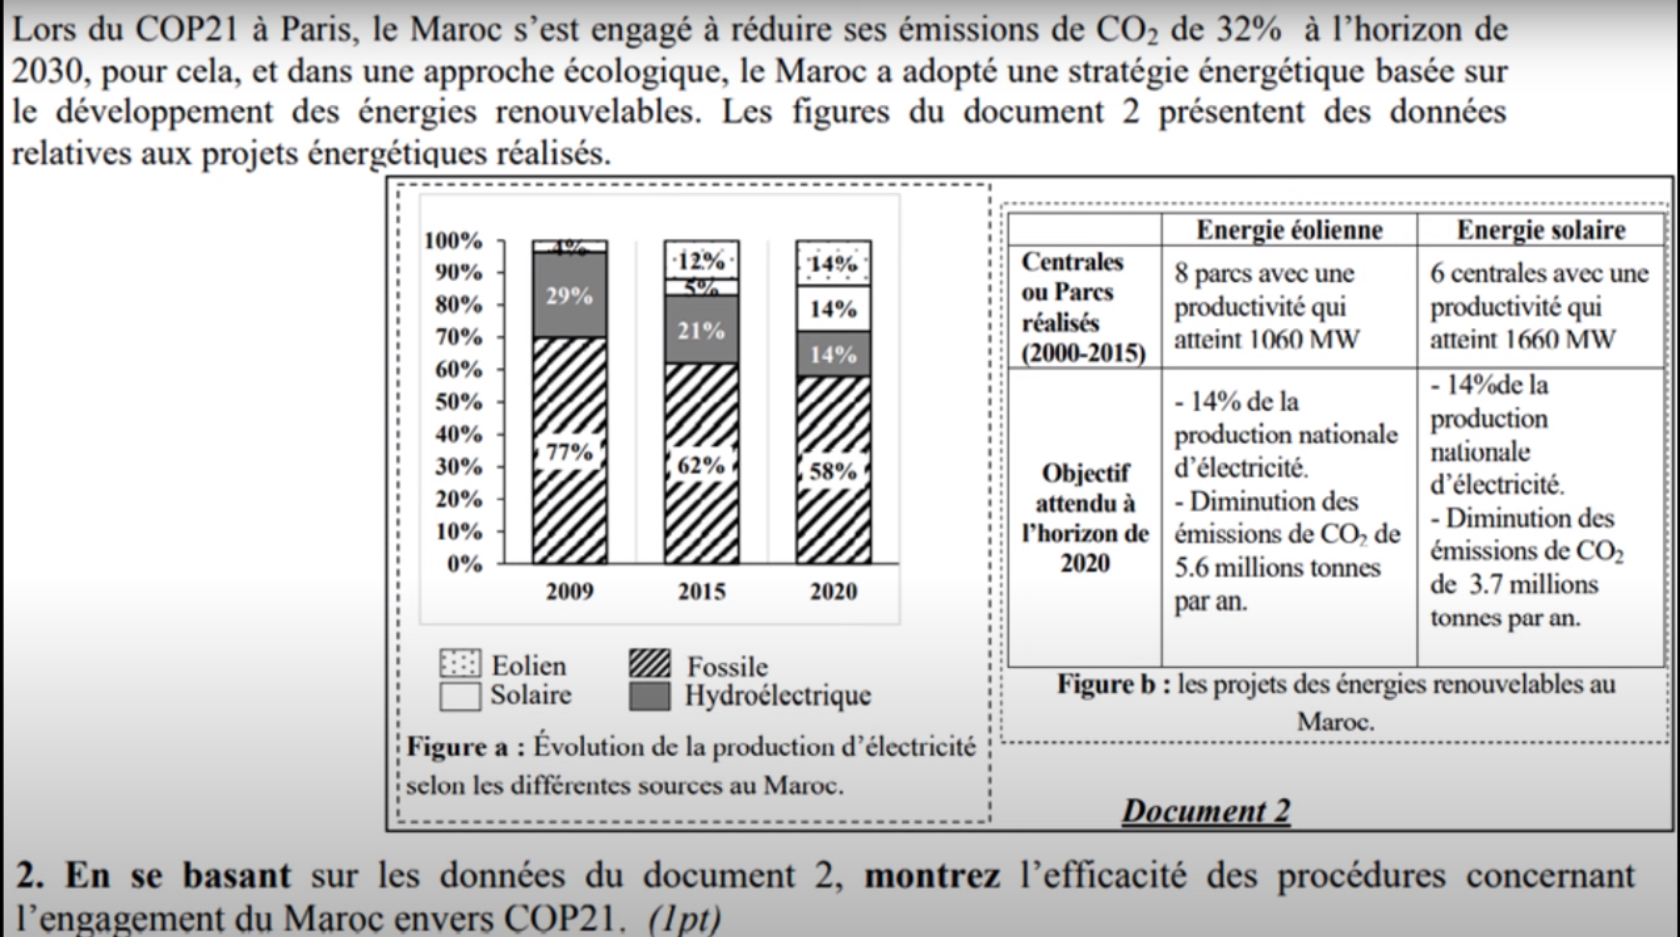 Lors du COP21 à Paris, le Maroc s’est engagé à réduire ses émissions de CO₂ de 32% à l’horizon de
2030, pour cela, et dans une approche écologique, le Maroc a adopté une stratégie énergétique basée sur
le développement des énergies renouvelables. Les figures du document 2 présentent des données
relatives aux projets énergétiques réalisés.
100%
90%
80%
70%
60%
50%
40%
30%
20%
10%
0%
4%
29%
77%
12%
5%
21%
62%
14%
14%
14%
58%
2009 2015 2020
Eolien Fossile
Solaire Hydroélectrique
Figure a : Évolution de la production d’électricité
selon les différentes sources au Maroc.
Energie éolienne Energie solaire
Centrales
ou Parcs
réalisés
(2000-2015)
8 parcs avec une
productivité qui
atteint 1060 MW
6 centrales avec une
productivité qui
atteint 1660 MW
Objectif
attendu à
l’horizon de
2020
- 14% de la
production nationale
d’électricité.
- Diminution des
émissions de CO₂ de
5.6 millions tonnes
par an.
- 14%de la
production
nationale
d’électricité.
- Diminution des
émissions de CO₂
de 3.7 millions
tonnes par an.
Figure b : les projets des énergies renouvelables au
Maroc.
Document 2
2. En se basant sur les données du document 2, montrez l’efficacité des procédures concernant
l’engagement du Maroc envers COP21. (1pt)